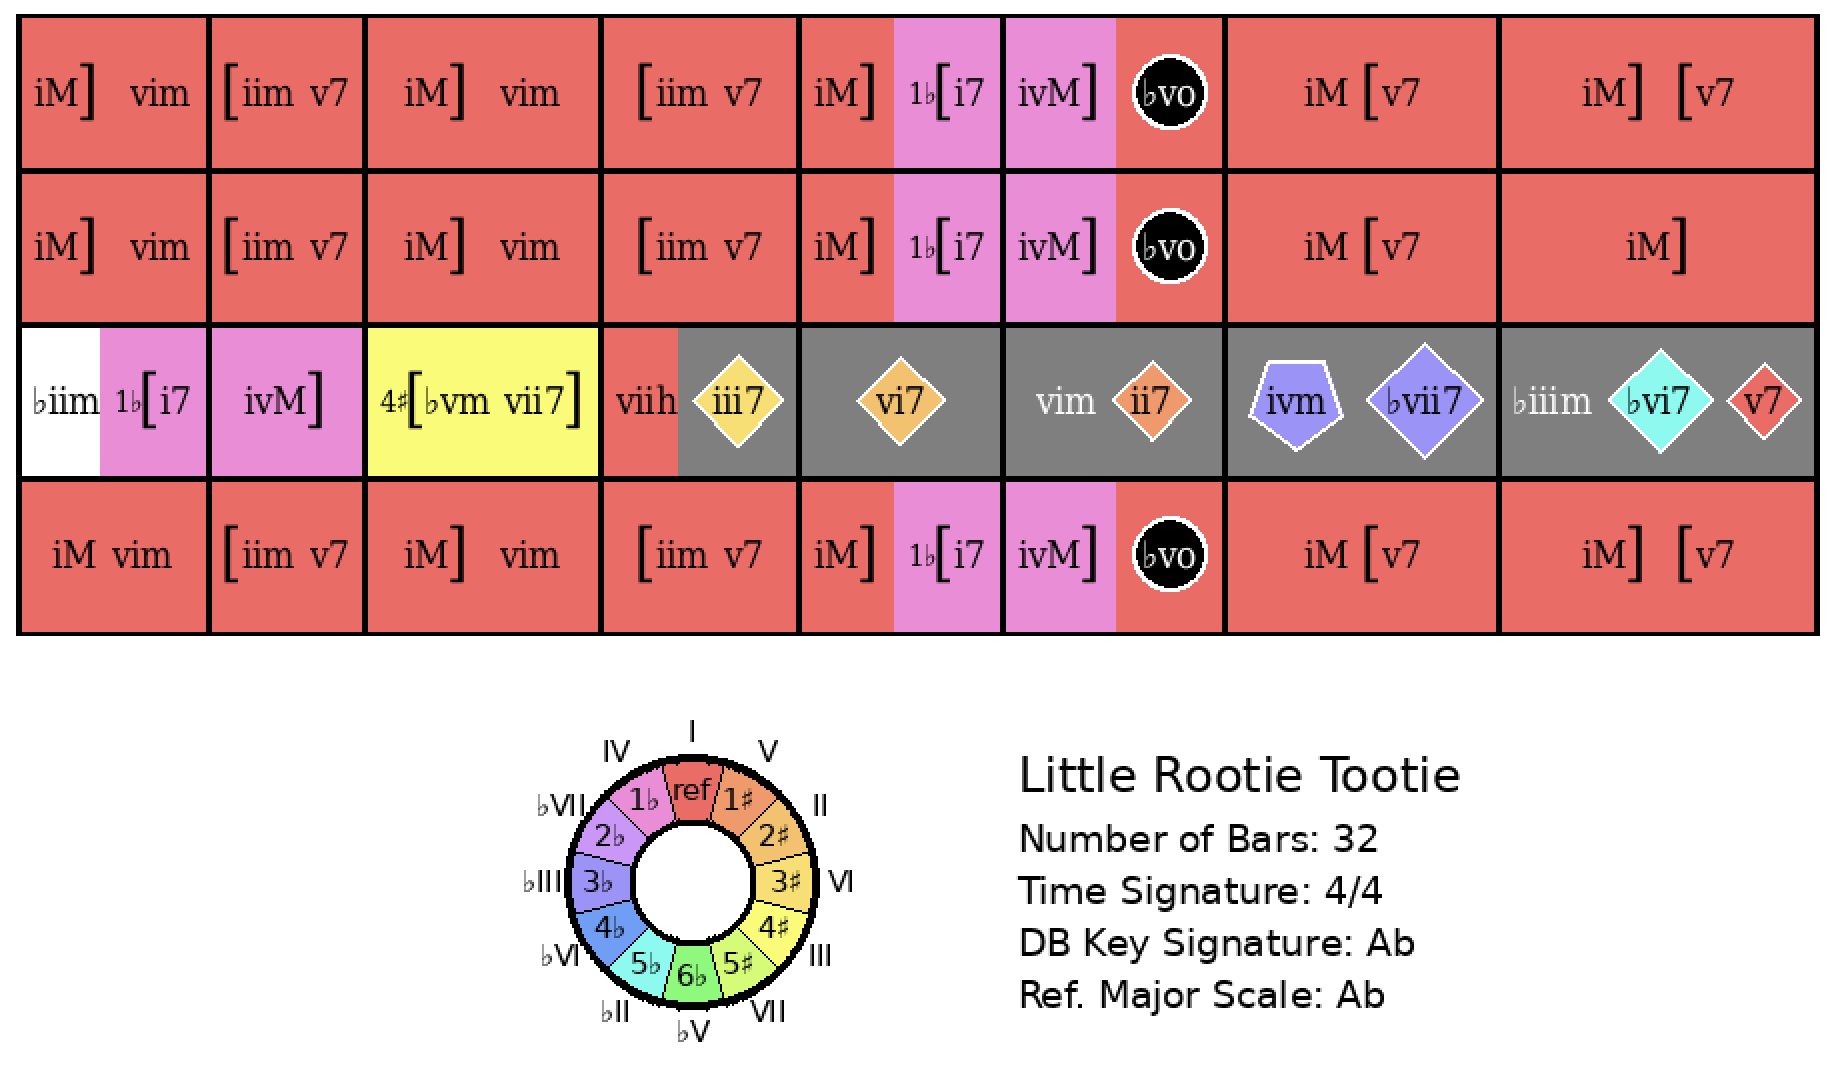 iM] vim [iim v7 iM] vim [iim v7 iM] 1♭[i7 ivM] ♭vo iM [v7 iM] [v7
iM] vim [iim v7 iM] vim [iim v7 iM] 1♭[i7 ivM] ♭vo iM [v7 iM]
♭iim 1♭[i7 ivM] 4♯[♭vm vii7] viih iii7 vi7 vim ii7 ivm ♭vii7 ♭iiim ♭vi7 v7
iM vim [iim v7 iM] vim [iim v7 iM] 1♭[i7 ivM] ♭vo iM [v7 iM] [v7
I
IV V
♭VII II
♭III VI
♭VI III
♭II VII
♭V
ref
1♭ 1♯
2♭ 2♯
3♭ 3♯
4♭ 4♯
5♭ 5♯
6♭
Little Rootie Tootie
Number of Bars: 32
Time Signature: 4/4
DB Key Signature: Ab
Ref. Major Scale: Ab